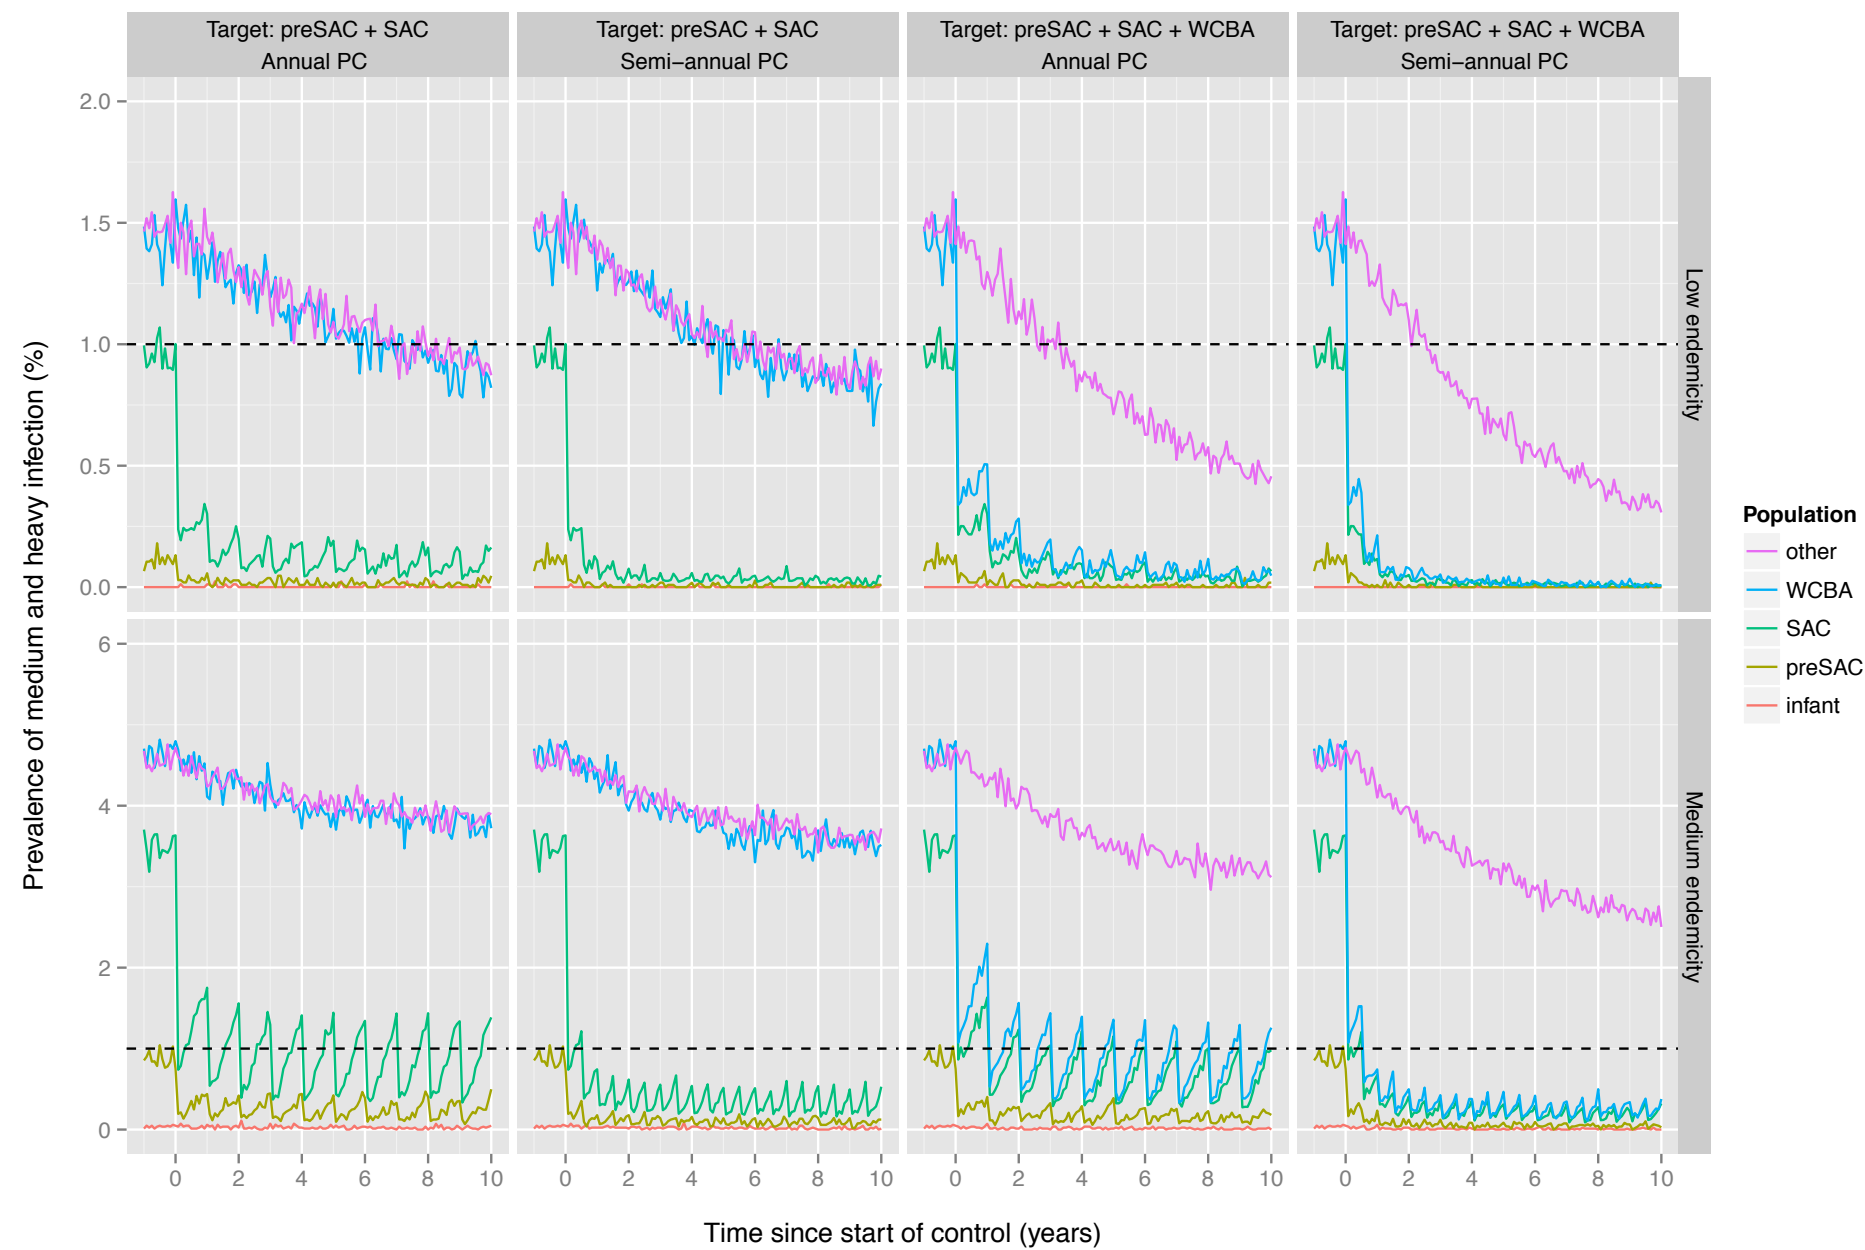 Target: preSAC + SAC
Annual PC
Target: preSAC + SAC
Semi−annual PC
Target: preSAC + SAC + WCBA
Annual PC
Target: preSAC + SAC + WCBA
Semi−annual PC
Prevalence of medium and heavy infection (%)
2.0
1.5
1.0
0.5
0.0
Low endemicity
6
4
2
0
Medium endemicity
0 2 4 6 8 10
0 2 4 6 8 10
0 2 4 6 8 10
0 2 4 6 8 10
Time since start of control (years)
Population
other
WCBA
SAC
preSAC
infant